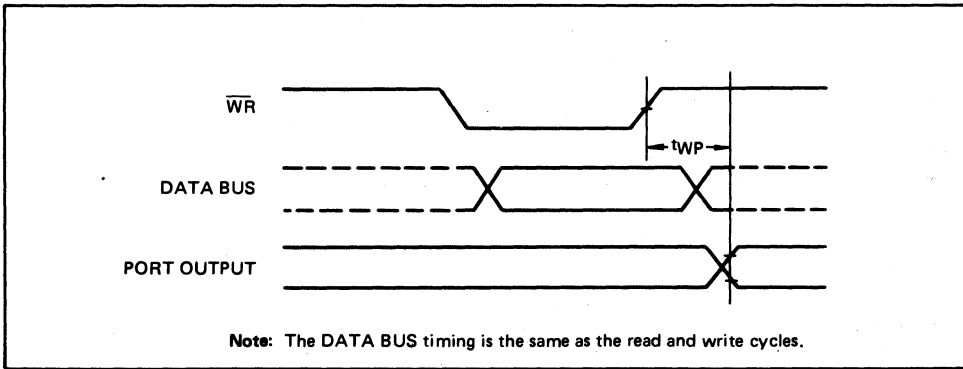 WR
tWP
DATA BUS
PORT OUTPUT
Note: The DATA BUS timing is the same as the read and write cycles.